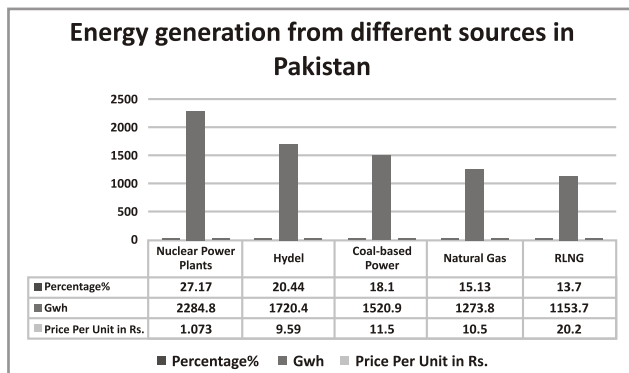 Energy generation from different sources in
Pakistan
2500
2000
1500
1000
500
0
Nuclear Power Plants Hydel Coal-based Power Natural Gas RLNG
Percentage% 27.17 20.44 18.1 15.13 13.7
Gwh 2284.8 1720.4 1520.9 1273.8 1153.7
Price Per Unit in Rs. 1.073 9.59 11.5 10.5 20.2
Percentage% Gwh Price Per Unit in Rs.